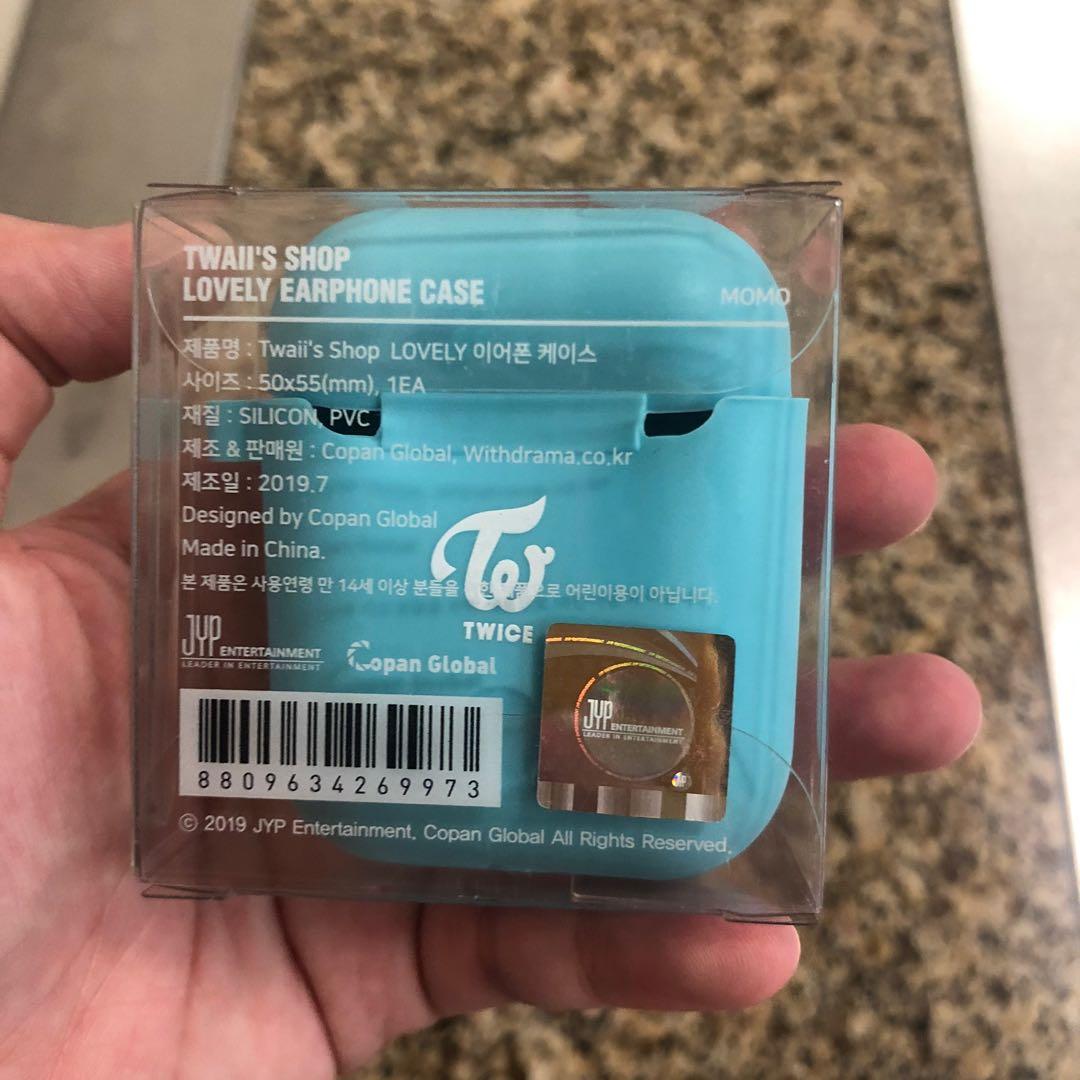 TWAII'S SHOP
LOVELY EARPHONE CASE
MOMO
제품명 : Twaii's Shop LOVELY 이어폰 케이스
사이즈 : 50x55(mm), 1EA
재질 : SILICON, PVC
제조 & 판매원 : Copan Global, Withdrama.co.kr
제조일 : 2019.7
Designed by Copan Global
Made in China.
본 제품은 사용연령 만 14세 이상 분들을 어린이용이 아닙니다.
Tw
TWICE
JYP ENTERTAINMENT
LEADER IN ENTERTAINMENT
Copan Global
JYP ENTERTAINMENT
LEADER IN ENTERTAINMENT
8809634269973
© 2019 JYP Entertainment. Copan Global All Rights Reserved.